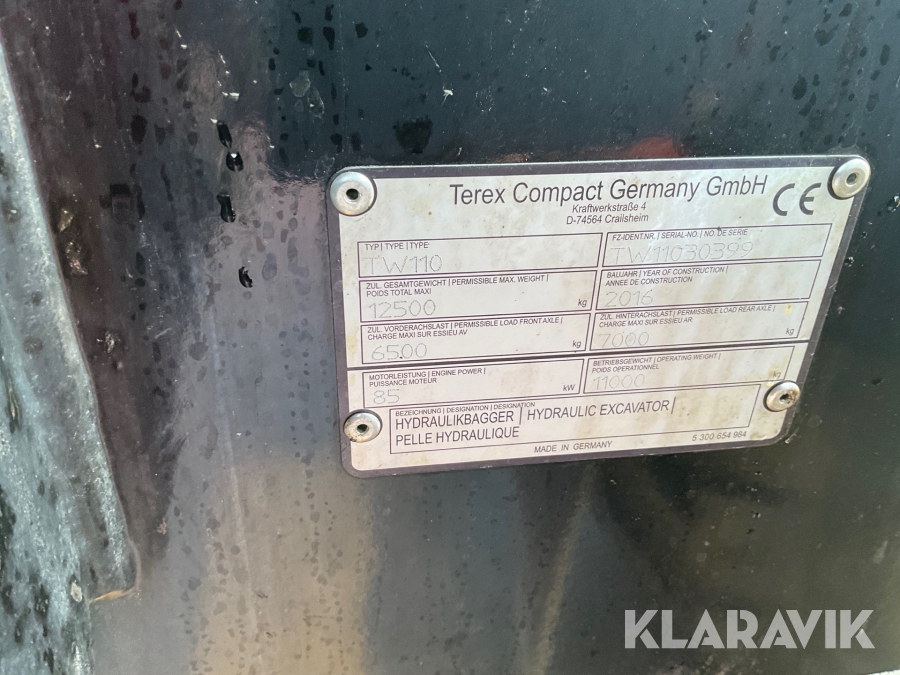 Terex Compact Germany GmbH
Kraftwerkstraße 4
D-74564 Crailsheim
CE
TYP | TYPE | TYPE
TW110
FZ-IDENT.NR. | SERIAL-NO. | NO. DE SERIE
TW11030399
ZUL. GESAMTGEWICHT | PERMISSIBLE MAX. WEIGHT |
POIDS TOTAL MAXI
12500 kg
BAUJAHR | YEAR OF CONSTRUCTION |
ANNEE DE CONSTRUCTION
2016
ZUL. VORDERACHSLAST | PERMISSIBLE LOAD FRONT AXLE |
CHARGE MAXI SUR ESSIEU AV
6500 kg
ZUL. HINTERACHSLAST | PERMISSIBLE LOAD REAR AXLE |
CHARGE MAXI SUR ESSIEU AR
7000 kg
MOTORLEISTUNG | ENGINE POWER |
PUISSANCE MOTEUR
85 kW
BETRIEBSGEWICHT | OPERATING WEIGHT |
POIDS OPERATIONNEL
11000 kg
BEZEICHNUNG | DESIGNATION | DESIGNATION
HYDRAULIKBAGGER | HYDRAULIC EXCAVATOR |
PELLE HYDRAULIQUE
MADE IN GERMANY
5 300 654 984
KLARAVIK